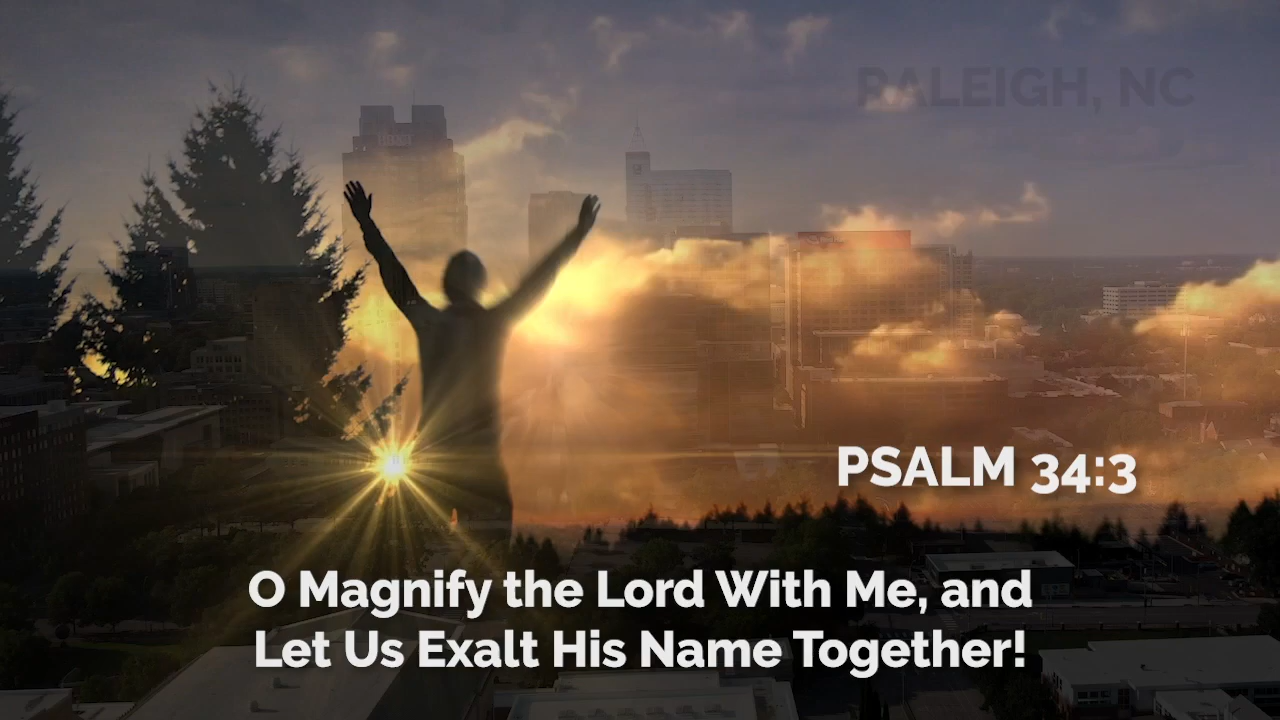 RALEIGH, NC
PSALM 34:3
O Magnify the Lord With Me, and
Let Us Exalt His Name Together!